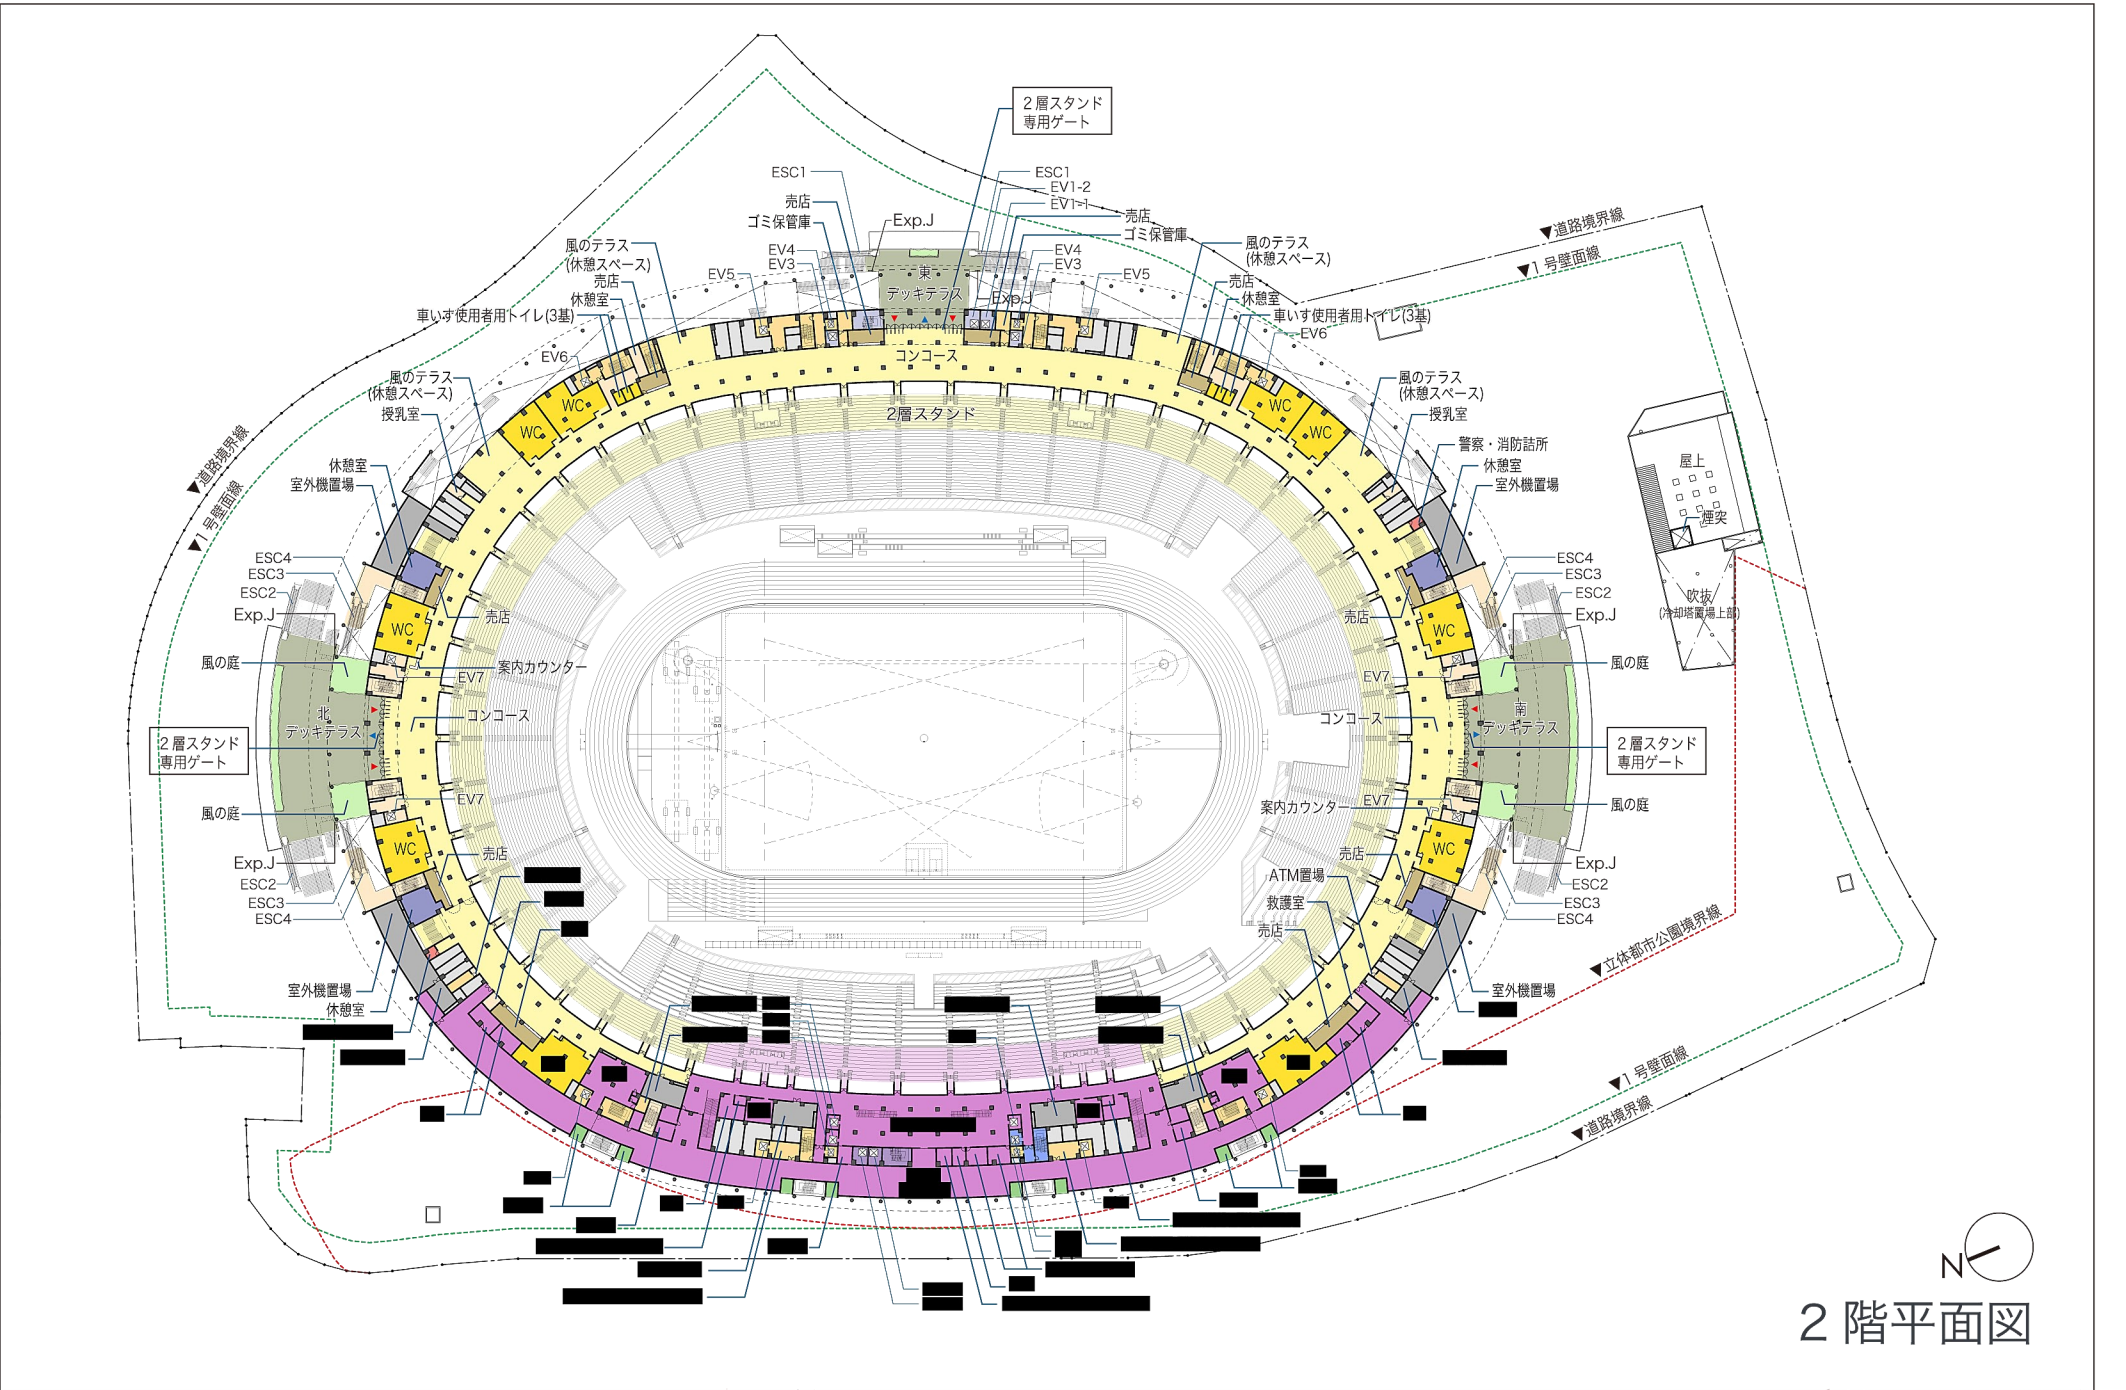 2層スタンド
専用ゲート
ESC1
ESC1
EV1-2
売店
EV1-1
ゴミ保管庫
Exp.J
売店
ゴミ保管庫
▼道路境界線
▼1号壁面線
風のテラス
(休憩スペース)
EV4
EV3
EV5
東
デッキテラス
Exp.J
EV4
EV3
EV5
風のテラス
(休憩スペース)
売店
休憩室
車いす使用者用トイレ(3基)
売店
休憩室
車いす使用者用トイレ(3基)
EV6
コンコース
EV6
風のテラス
(休憩スペース)
授乳室
WC
WC
2層スタンド
WC
WC
風のテラス
(休憩スペース)
授乳室
▼道路境界線
▼1号壁面線
休憩室
室外機置場
警察・消防詰所
休憩室
室外機置場
屋上
煙突
吹抜
(冷却塔置場上部)
ESC4
ESC3
ESC2
Exp.J
ESC4
ESC3
ESC2
Exp.J
WC
売店
売店
WC
風の庭
案内カウンター
EV7
EV7
風の庭
北
デッキテラス
コンコース
コンコース
南
デッキテラス
2層スタンド
専用ゲート
2層スタンド
専用ゲート
風の庭
EV7
案内カウンター
EV7
風の庭
WC
売店
売店
WC
Exp.J
ESC2
ESC3
ESC4
ATM置場
救護室
売店
Exp.J
ESC2
ESC3
ESC4
▼立体都市公園境界線
室外機置場
休憩室
室外機置場
▼1号壁面線
▼道路境界線
N
2階平面図